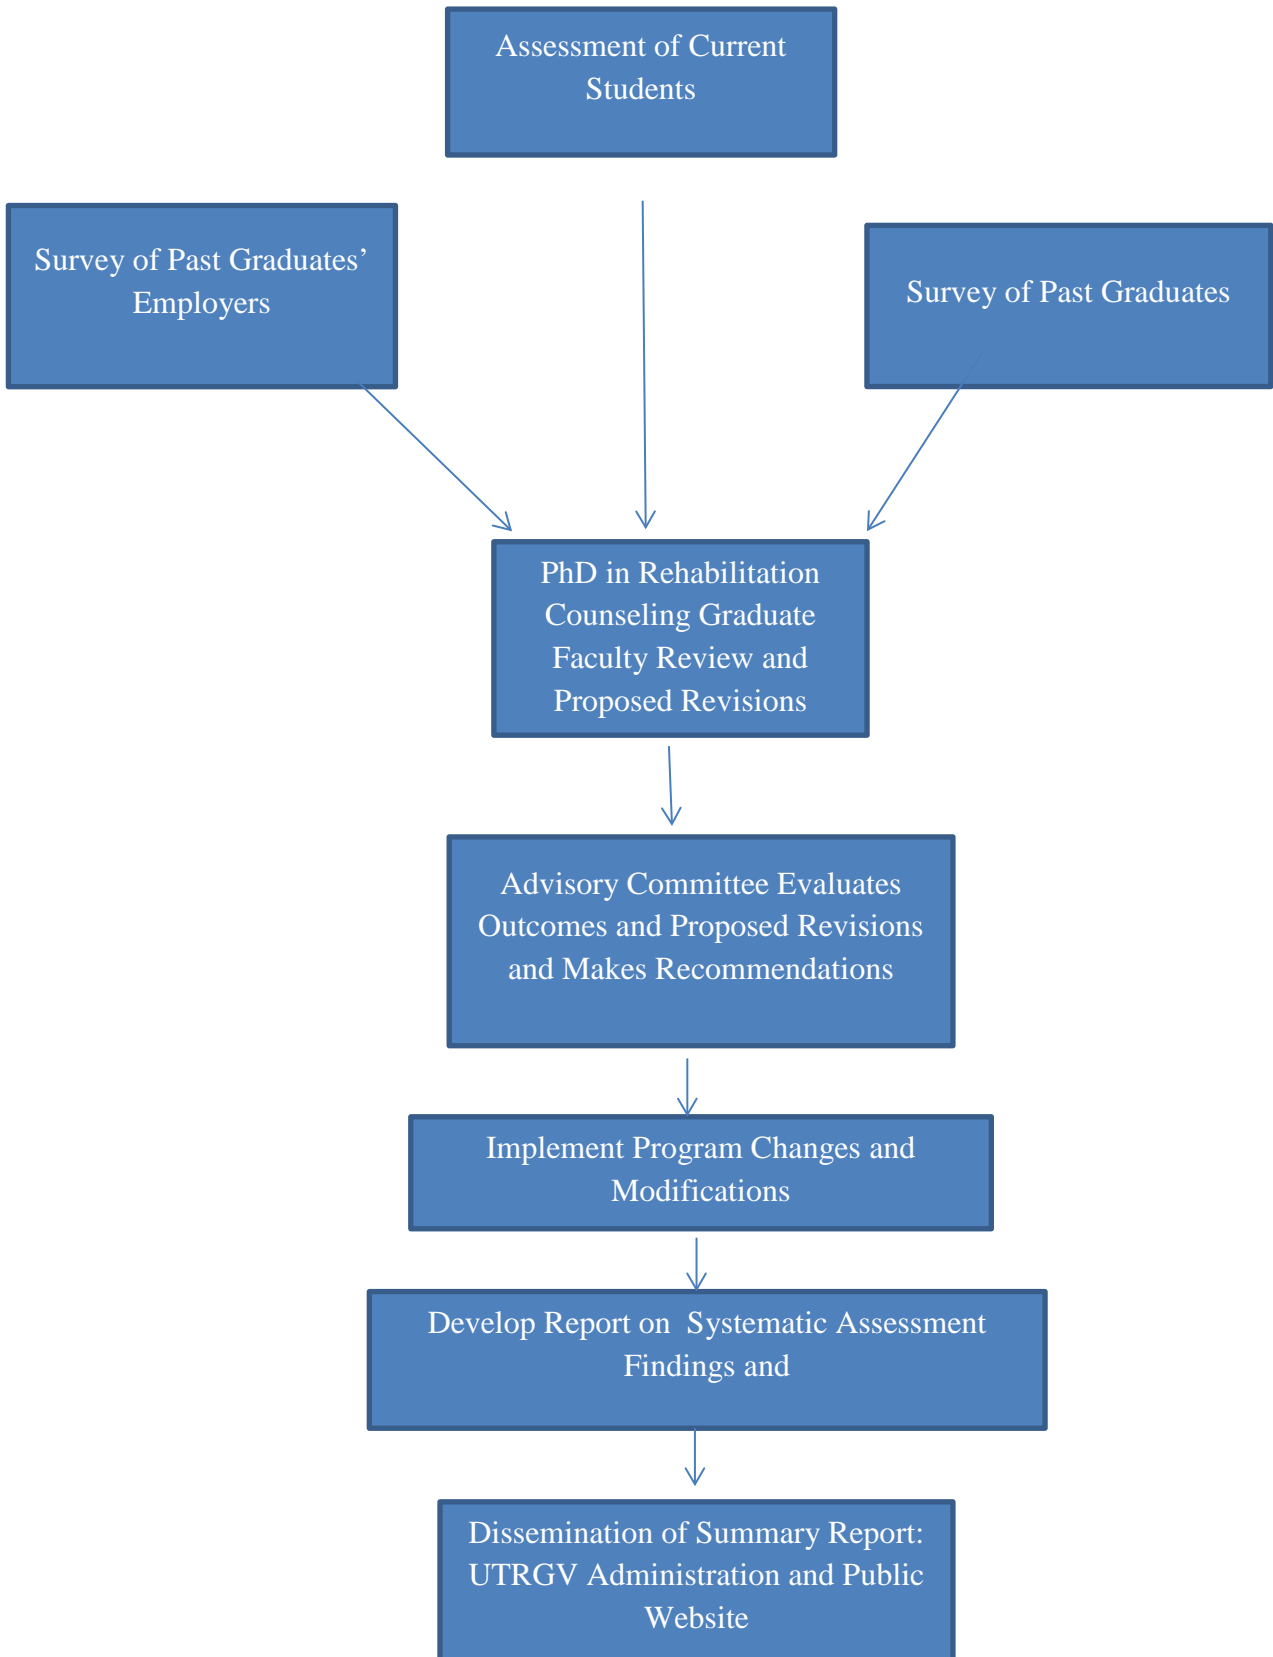 Assessment of Current
Students
Survey of Past Graduates’
Employers
Survey of Past Graduates
PhD in Rehabilitation
Counseling Graduate
Faculty Review and
Proposed Revisions
Advisory Committee Evaluates
Outcomes and Proposed Revisions
and Makes Recommendations
Implement Program Changes and
Modifications
Develop Report on  Systematic Assessment
Findings and
Dissemination of Summary Report:
UTRGV Administration and Public
Website